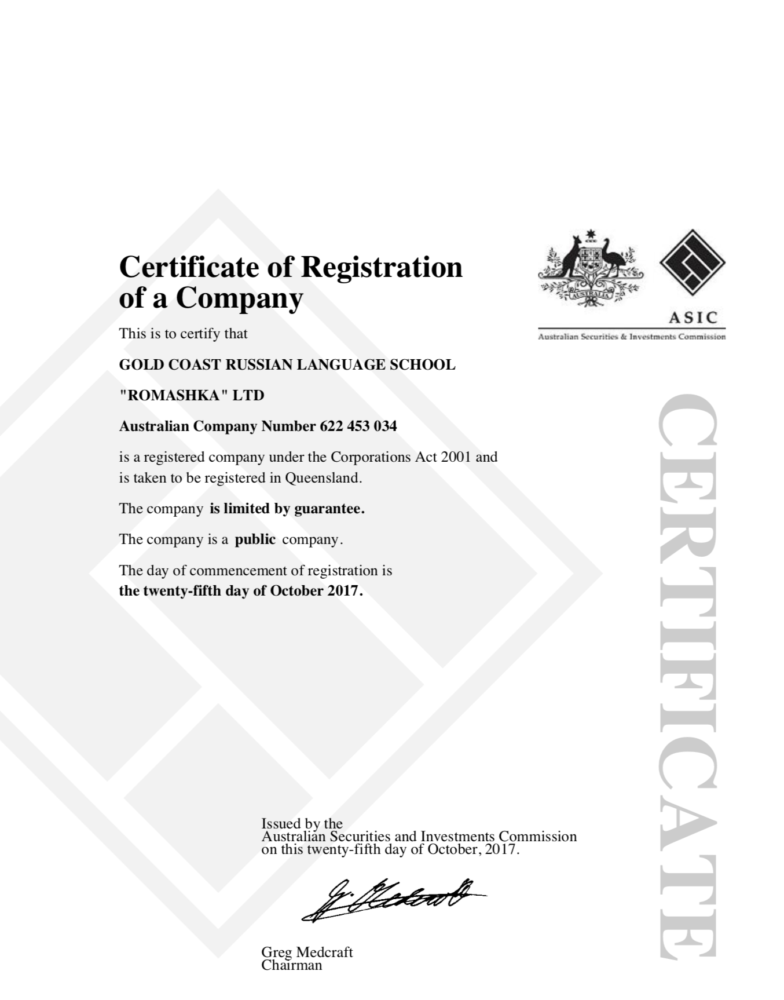 Certificate of Registration
of a Company
This is to certify that
GOLD COAST RUSSIAN LANGUAGE SCHOOL
"ROMASHKA" LTD
Australian Company Number 622 453 034
is a registered company under the Corporations Act 2001 and
is taken to be registered in Queensland.
The company is limited by guarantee.
The company is a public company.
The day of commencement of registration is
the twenty-fifth day of October 2017.
AUSTRALIA
ASIC
Australian Securities & Investments Commission
CERTIFICATE
Issued by the
Australian Securities and Investments Commission
on this twenty-fifth day of October, 2017.
G. Medcraft
Greg Medcraft
Chairman